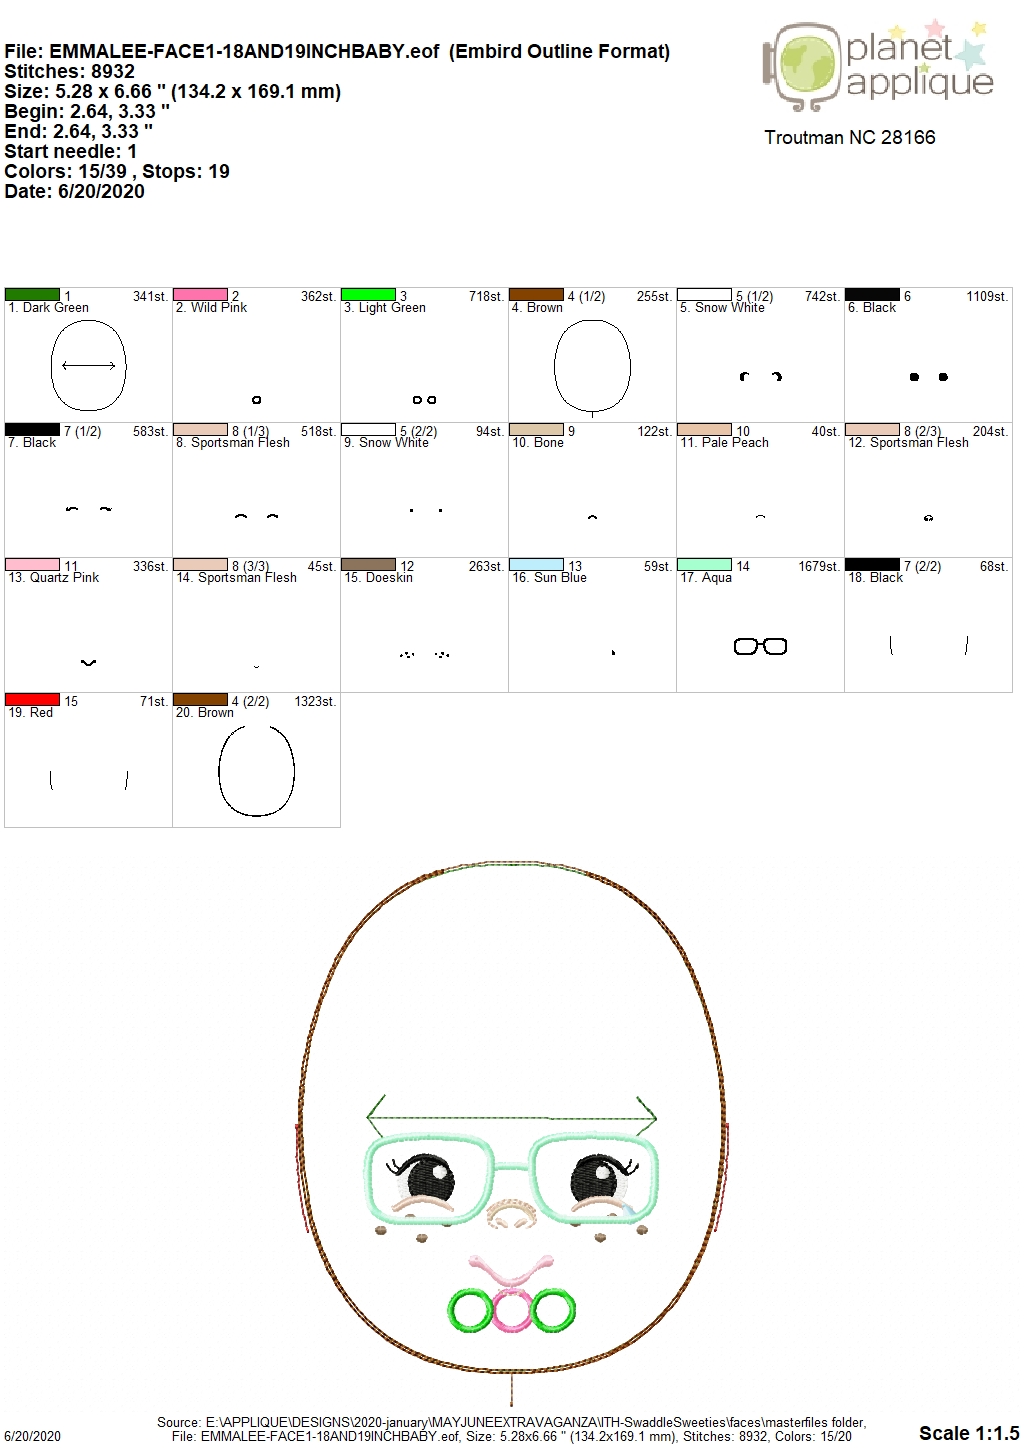 File: EMMALEE-FACE1-18AND19INCHBABY.eof (Embird Outline Format)
Stitches: 8932
Size: 5.28 x 6.66 " (134.2 x 169.1 mm)
Begin: 2.64, 3.33 "
End: 2.64, 3.33 "
Start needle: 1
Colors: 15/39 , Stops: 19
Date: 6/20/2020
planet
applique
Troutman NC 28166
1 341st. 2 362st. 3 718st. 4 (1/2) 255st. 5 (1/2) 742st. 6 1109st.
1. Dark Green 2. Wild Pink 3. Light Green 4. Brown 5. Snow White 6. Black
7 (1/2) 583st. 8 (1/3) 518st. 5 (2/2) 94st. 9 122st. 10 40st. 8 (2/3) 204st.
7. Black 8. Sportsman Flesh 9. Snow White 10. Bone 11. Pale Peach 12. Sportsman Flesh
11 336st. 8 (3/3) 45st. 12 263st. 13 59st. 14 1679st. 7 (2/2) 68st.
13. Quartz Pink 14. Sportsman Flesh 15. Doeskin 16. Sun Blue 17. Aqua 18. Black
15 71st. 4 (2/2) 1323st.
19. Red 20. Brown
Source: E:\APPLIQUE\DESIGNS\2020-january\MAYJUNEEXTRAVAGANZA\ITH-SwaddleSweeties\faces\masterfiles folder,
6/20/2020 File: EMMALEE-FACE1-18AND19INCHBABY.eof, Size: 5.28x6.66 " (134.2x169.1 mm), Stitches: 8932, Colors: 15/20 Scale 1:1.5